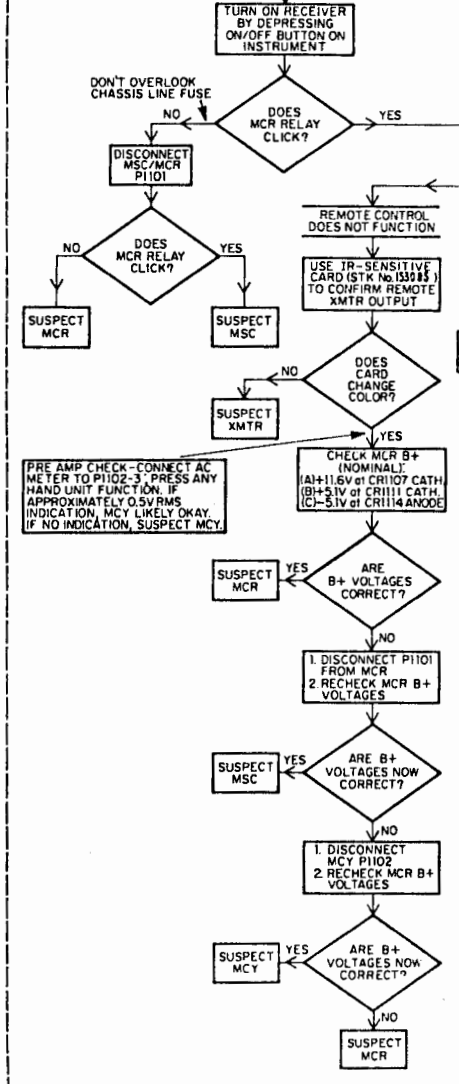 TURN ON RECEIVER
BY DEPRESSING
ON/OFF BUTTON ON
INSTRUMENT
DON'T OVERLOOK
CHASSIS LINE FUSE
NO
DOES
MCR RELAY
CLICK?
YES
DISCONNECT
MSC/MCR
P1101
NO
DOES
MCR RELAY
CLICK?
YES
SUSPECT
MCR
SUSPECT
MSC
REMOTE CONTROL
DOES NOT FUNCTION
USE IR-SENSITIVE
CARD (STK No. 153085)
TO CONFIRM REMOTE
XMTR OUTPUT
NO
DOES
CARD
CHANGE
COLOR?
SUSPECT
XMTR
YES
PRE AMP CHECK-CONNECT AC
METER TO P1102-3; PRESS ANY
HAND UNIT FUNCTION. IF
APPROXIMATELY 0.5V RMS
INDICATION, MCY LIKELY OKAY.
IF NO INDICATION, SUSPECT MCY.
CHECK MCR B+
(NOMINAL):
(A)+11.6V at CR1107 CATH.
(B)+5.1V at CR1111 CATH.
(C)-5.1V at CR1114 ANODE
SUSPECT
MCR
YES
ARE
B+ VOLTAGES
CORRECT?
NO
1. DISCONNECT P1101
FROM MCR
2. RECHECK MCR B+
VOLTAGES
SUSPECT
MSC
YES
ARE B+
VOLTAGES NOW
CORRECT?
NO
1. DISCONNECT
MCY P1102
2. RECHECK MCR B+
VOLTAGES
SUSPECT
MCY
YES
ARE B+
VOLTAGES NOW
CORRECT?
NO
SUSPECT
MCR